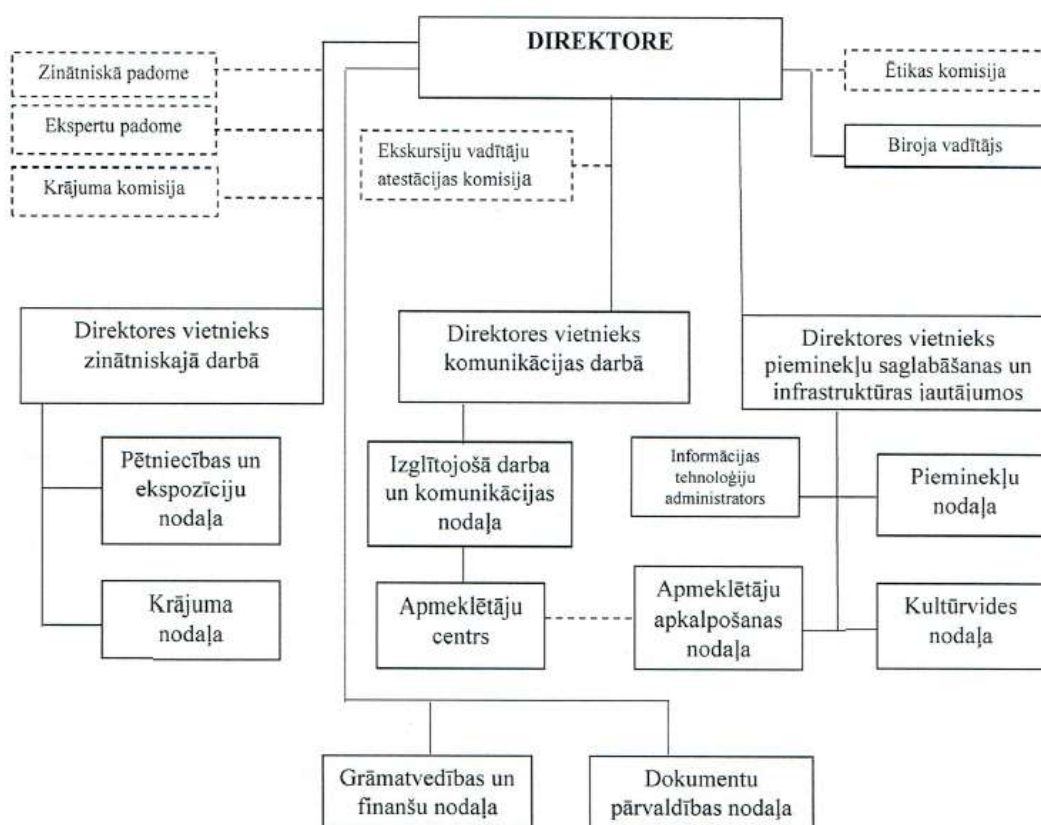 DIREKTORE
Zinātniskā padome
Ekspertu padome
Krājuma komisija
Ekskursiju vadītāju
atestācijas komisija
Ētikas komisija
Biroja vadītājs
Direktores vietnieks
zinātniskajā darbā
Direktores vietnieks
komunikācijas darbā
Direktores vietnieks
pieminekļu saglabāšanas un
infrastruktūras jautājumos
Pētniecības un
ekspozīciju
nodaļa
Izglītojošā darba
un komunikācijas
nodaļa
Informācijas
tehnoloģiju
administrators
Pieminekļu
nodaļa
Krājuma
nodaļa
Apmeklētāju
centrs
Apmeklētāju
apkalpošanas
nodaļa
Kultūrvides
nodaļa
Grāmatvedības un
finanšu nodaļa
Dokumentu
pārvaldības nodaļa